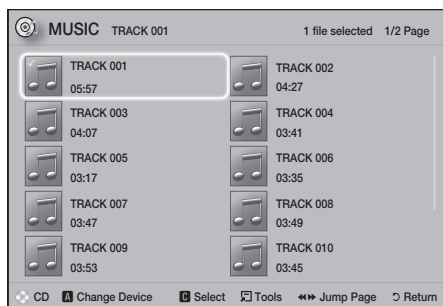 MUSIC TRACK 001 1 file selected 1/2 Page
TRACK 001 TRACK 002
05:57 04:27
TRACK 003 TRACK 004
04:07 03:41
TRACK 005 TRACK 006
03:17 03:35
TRACK 007 TRACK 008
03:47 03:49
TRACK 009 TRACK 010
03:53 03:45
CD A Change Device C Select Tools Jump Page Return